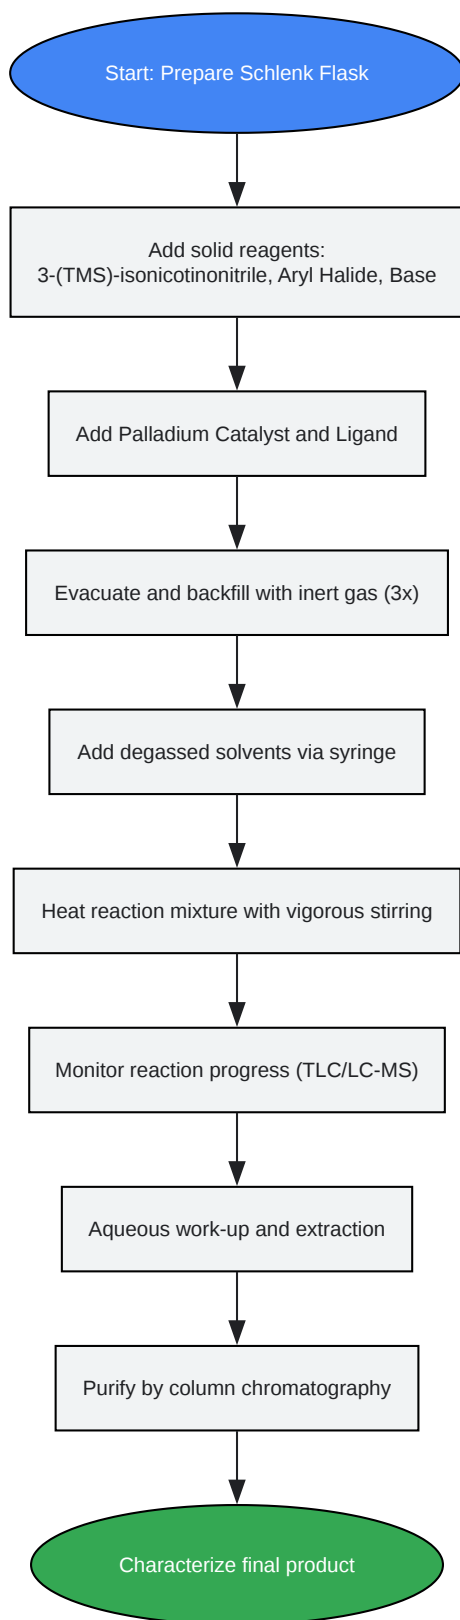 Start: Prepare Schlenk Flask
Add solid reagents:
3-(TMS)-isonicotinonitrile, Aryl Halide, Base
Add Palladium Catalyst and Ligand
Evacuate and backfill with inert gas (3x)
Add degassed solvents via syringe
Heat reaction mixture with vigorous stirring
Monitor reaction progress (TLC/LC-MS)
Aqueous work-up and extraction
Purify by column chromatography
Characterize final product